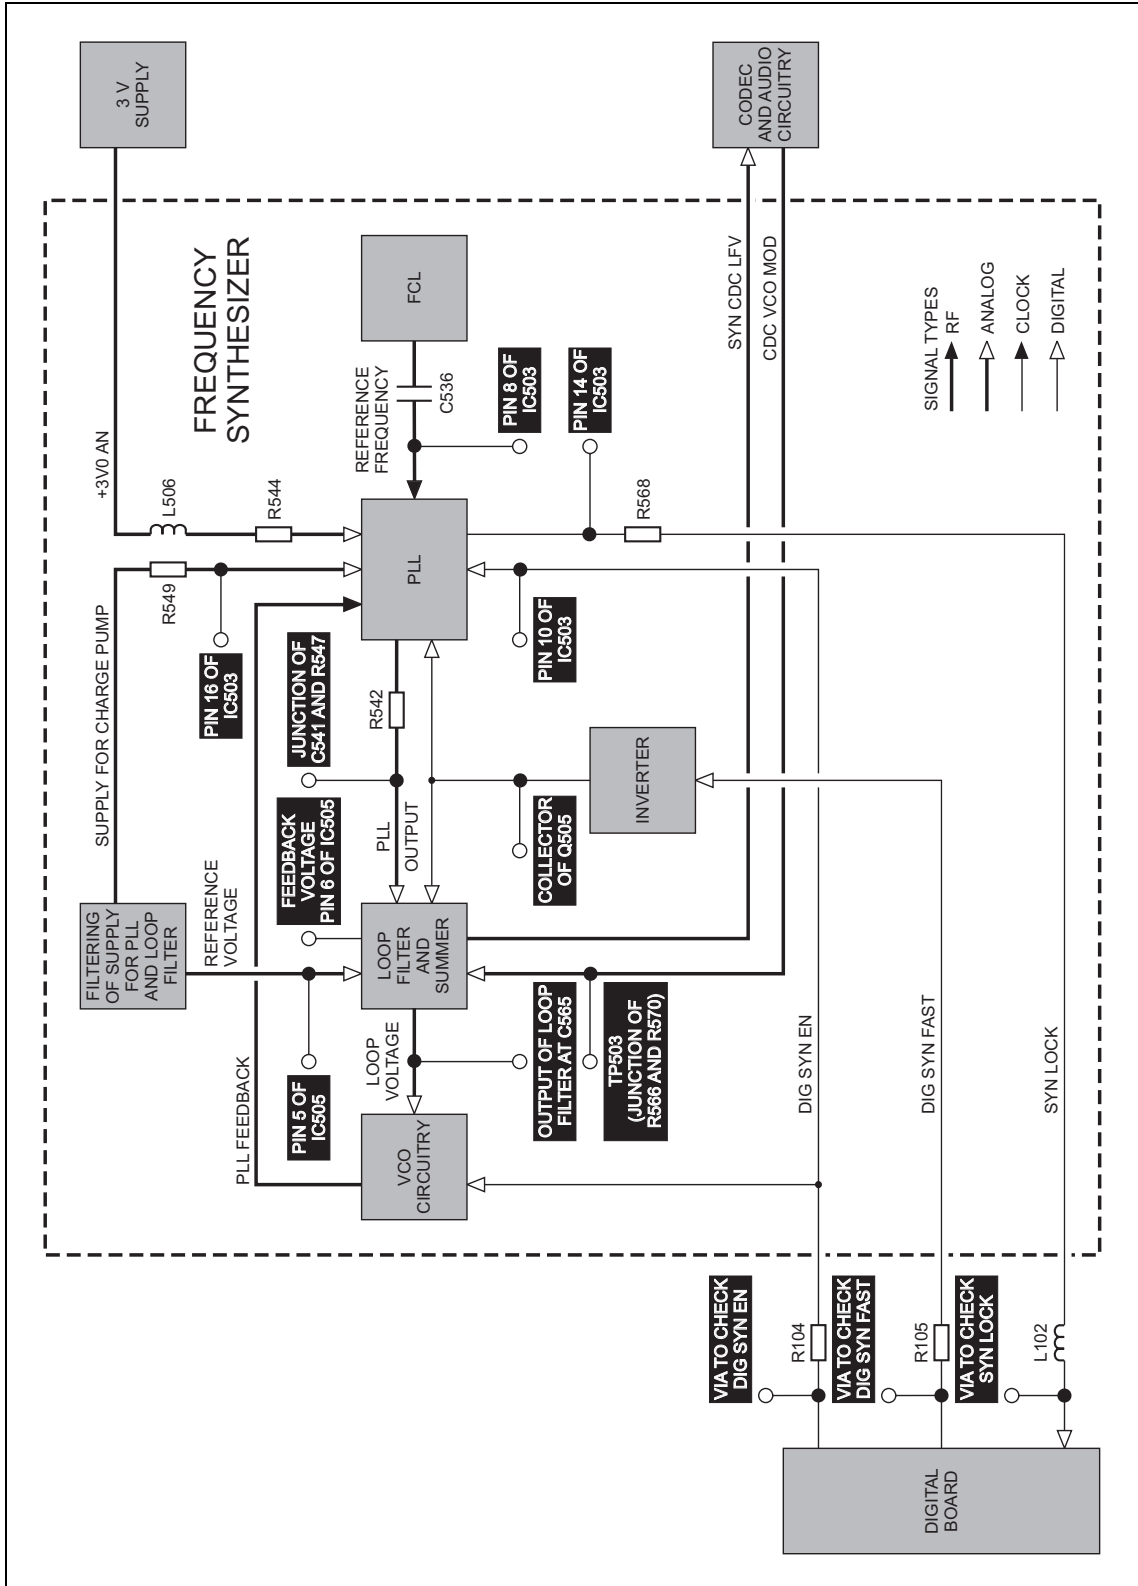 3 V
SUPPLY
CODEC
AND AUDIO
CIRCUITRY
FREQUENCY
SYNTHESIZER
+3V0 AN
L506
R544
FCL
REFERENCE
FREQUENCY
C536
PIN 8 OF
IC503
PIN 14 OF
IC503
R568
SYN CDC LFV
CDC VCO MOD
SIGNAL TYPES
RF
ANALOG
CLOCK
DIGITAL
SUPPLY FOR CHARGE PUMP
R549
PIN 16 OF
IC503
PLL
PIN 10 OF
IC503
JUNCTION OF
C541 AND R547
R542
FEEDBACK
VOLTAGE
PIN 6 OF IC505
PLL
OUTPUT
INVERTER
COLLECTOR
OF Q505
FILTERING
OF SUPPLY
FOR PLL
AND LOOP
FILTER
REFERENCE
VOLTAGE
LOOP
FILTER
AND
SUMMER
PLL FEEDBACK
PIN 5 OF
IC505
LOOP
VOLTAGE
OUTPUT OF LOOP
FILTER AT C565
TP503
(JUNCTION OF
R566 AND R570)
VCO
CIRCUITRY
DIG SYN EN
DIG SYN FAST
SYN LOCK
VIA TO CHECK
DIG SYN EN
R104
VIA TO CHECK
DIG SYN FAST
R105
VIA TO CHECK
SYN LOCK
L102
DIGITAL
BOARD